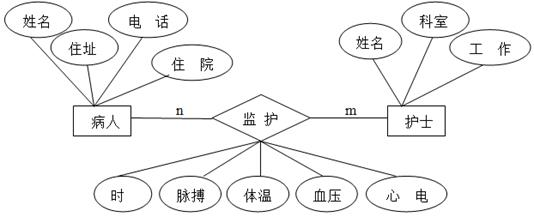 姓名
电 话
住址
住 院
病人
n
监 护
m
科室
姓名
工 作
护士
时
脉搏
体温
血压
心 电